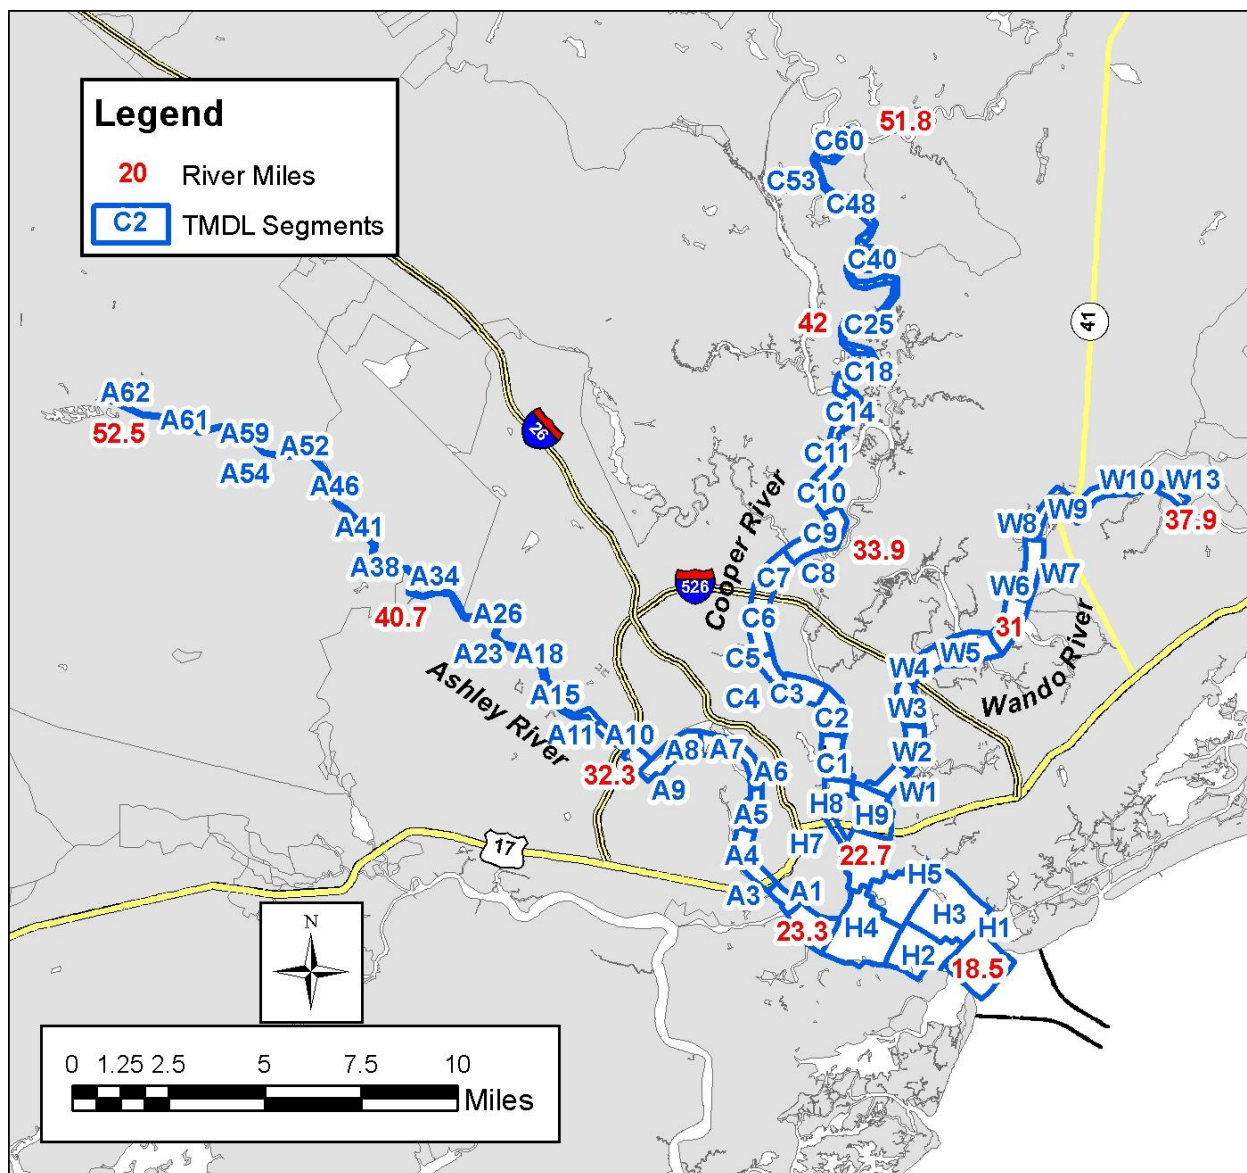 Legend
20 River Miles
C2 TMDL Segments
51.8
C60
C53
C48
C40
42
C25
C18
C14
C11
C10
C9
33.9
C8
C7
C6
C5
C4
C3
C2
C1
Cooper River
41
26
526
17
A62
52.5
A61
A59
A54
A52
A46
A41
A38
A34
40.7
A26
A23
A18
A15
A11
A10
32.3
A9
A8
A7
A6
A5
A4
A3
A1
Ashley River
W13
37.9
W10
W9
W8
W7
W6
31
W5
W4
W3
W2
W1
Wando River
H8
H9
H7
22.7
H5
H3
H1
H4
H2
23.3
18.5
N
0 1.25 2.5 5 7.5 10
Miles